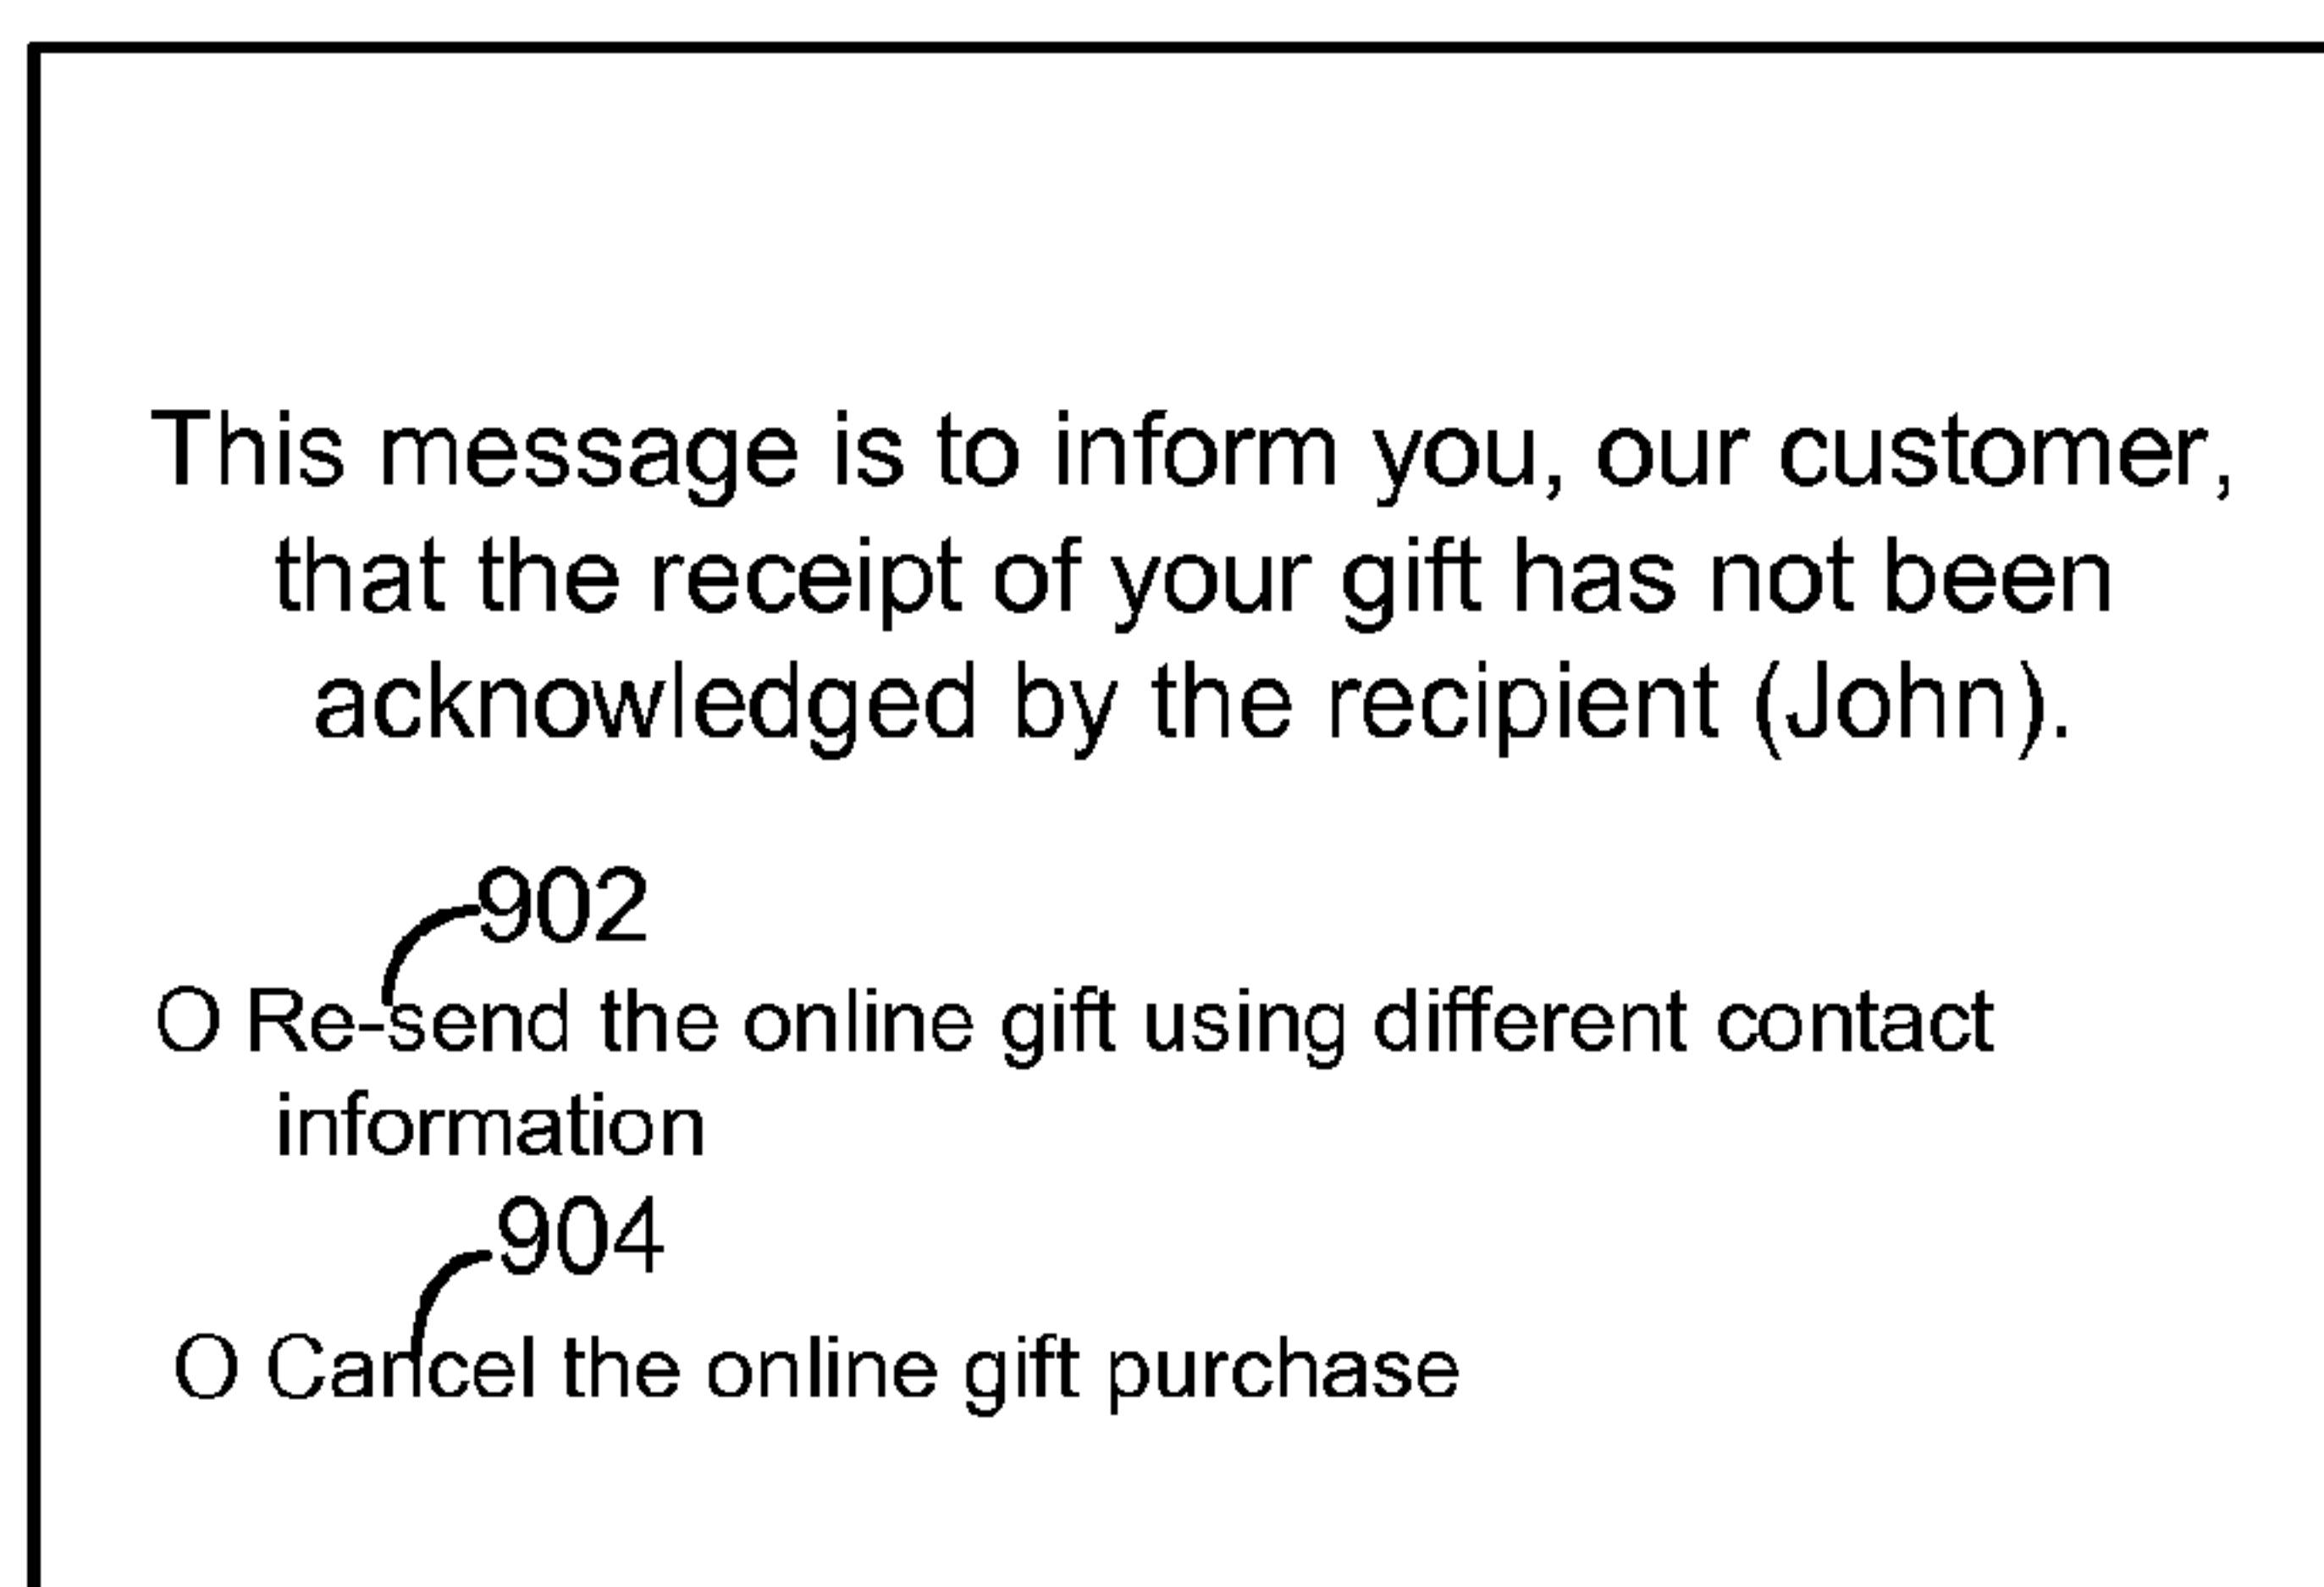 This message is to inform you, our customer,
that the receipt of your gift has not been
acknowledged by the recipient (John).
902
O Re-send the online gift using different contact
information
904
O Cancel the online gift purchase